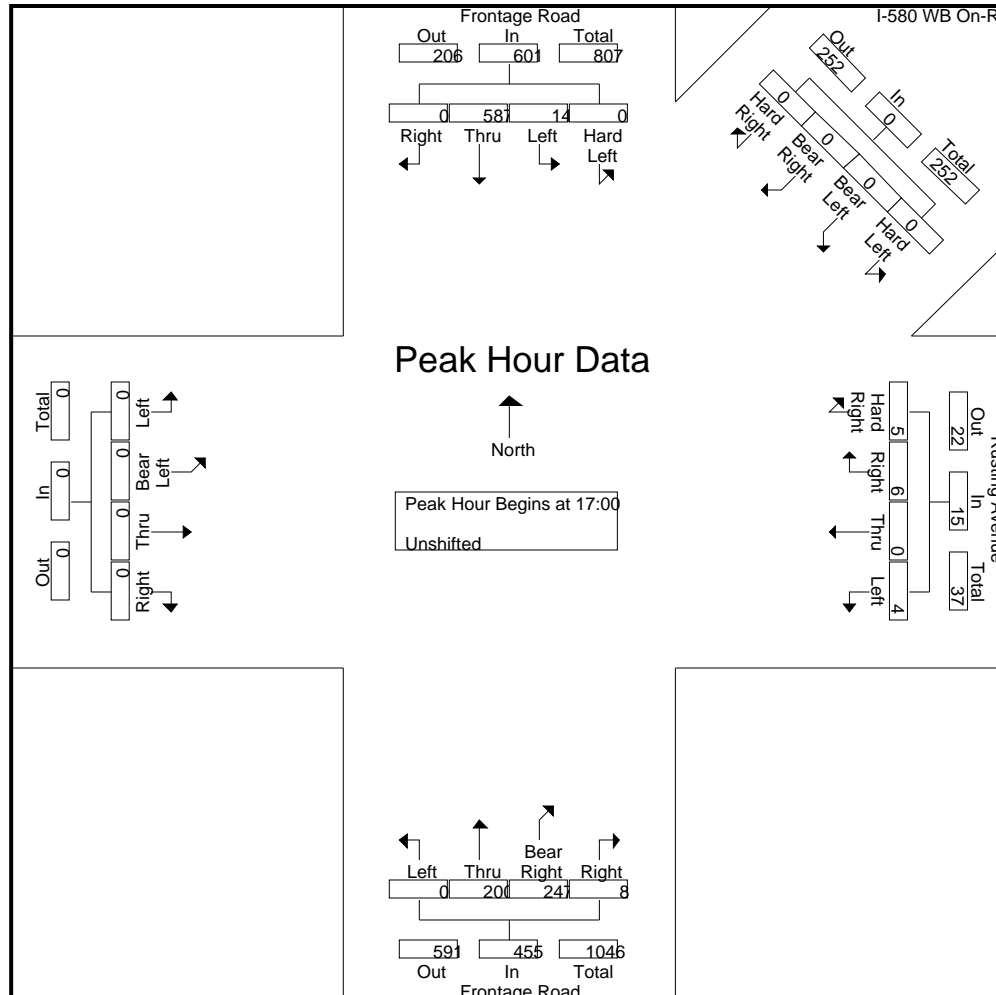 Frontage Road
Out In Total
206 601 807
0 587 14 0
Right Thru Left Hard Left
I-580 WB On-R
Out
252
In
0
Total
252
0 0 0 0
Hard Right
Bear Right
Bear Left
Hard Left
Peak Hour Data
North
Peak Hour Begins at 17:00
Unshifted
Total In Out
0 0 0
0 0 0 0
Left
Bear Left
Thru
Right
Out In Total
22 15 37
5 6 0 4
Hard Right
Right
Thru
Left
Left Thru Bear Right Right
0 200 247 8
591 455 1046
Out In Total
Frontage Road